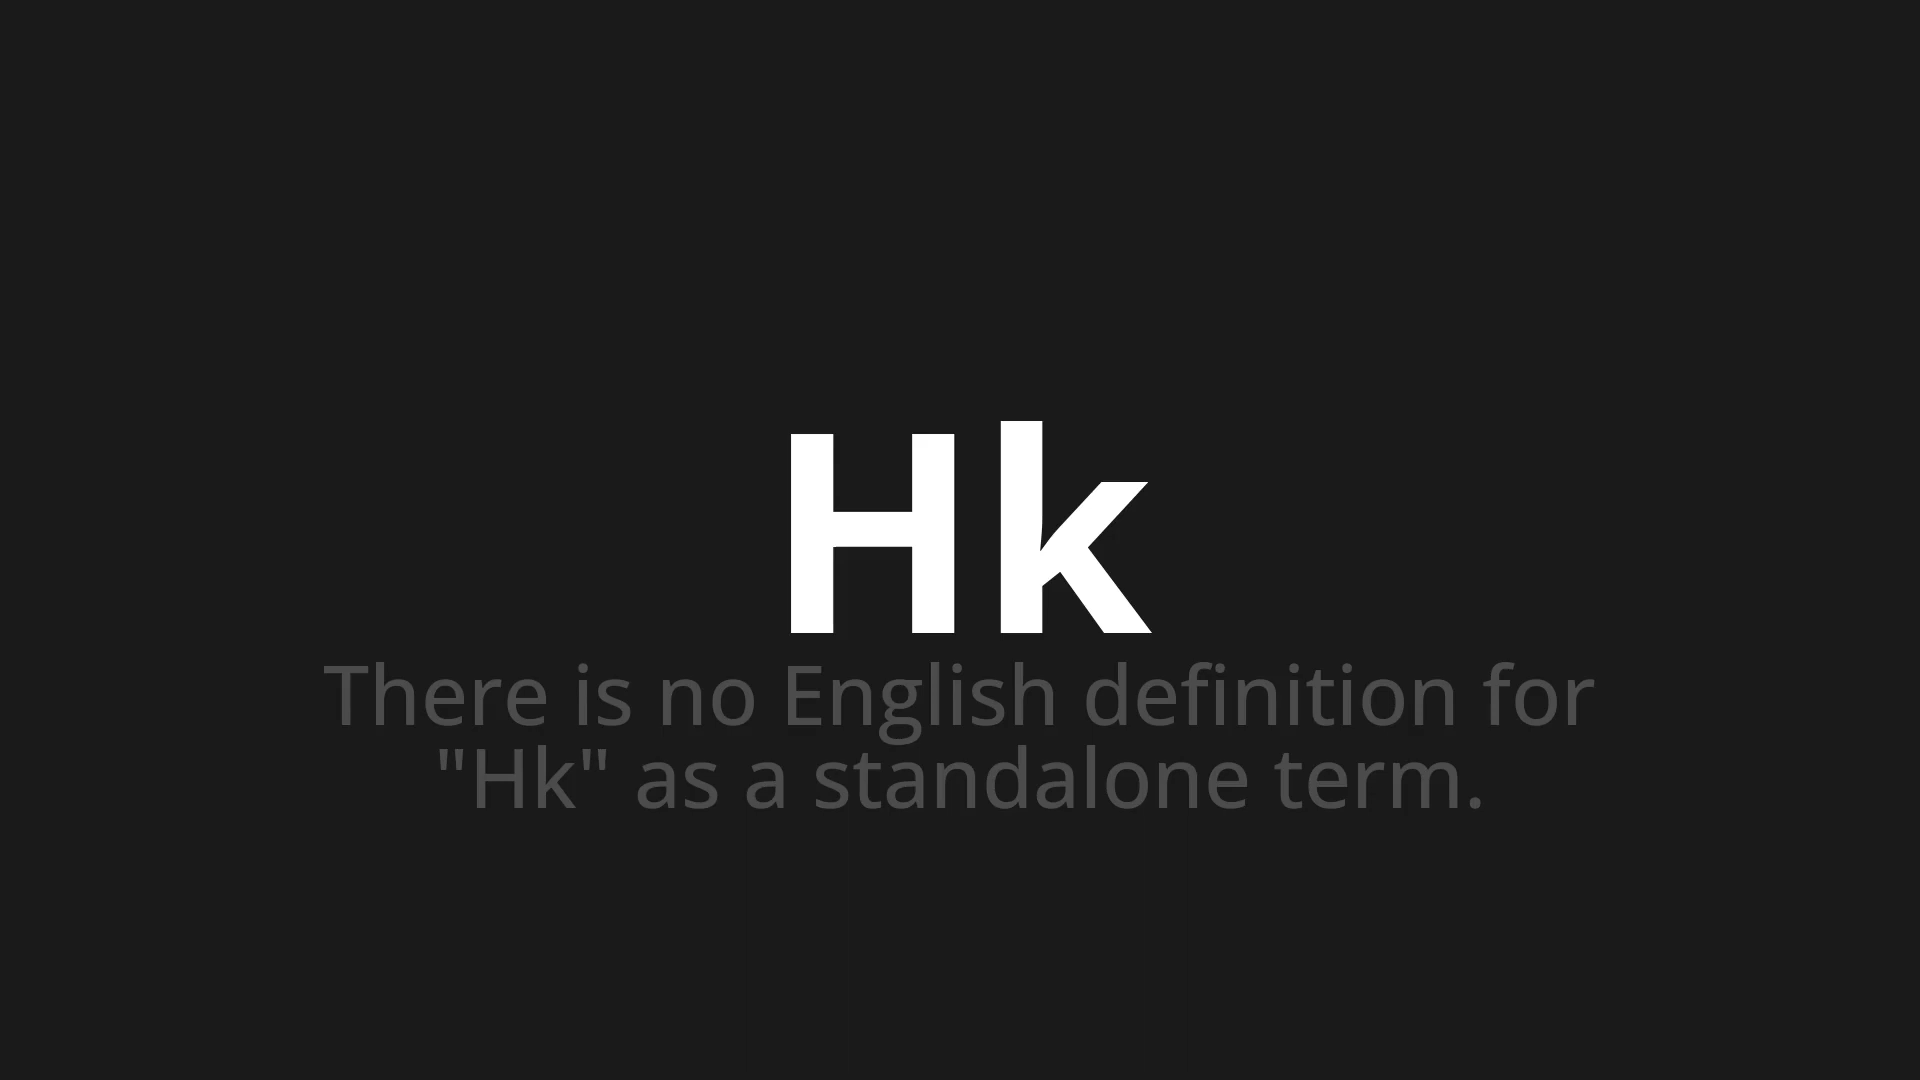 Hk
There is no English definition for
"Hk" as a standalone term.